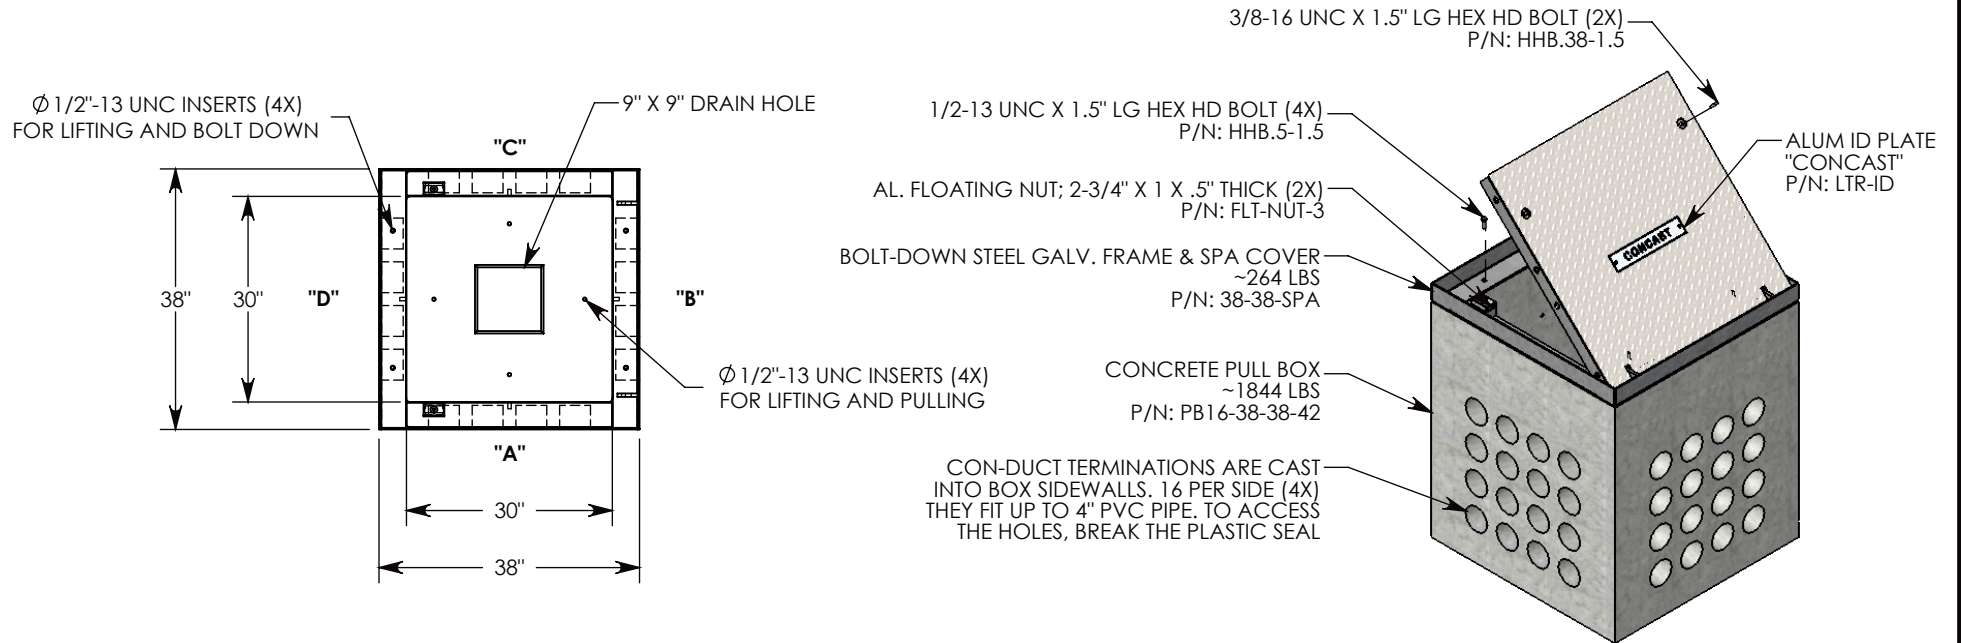 Ø 1/2"-13 UNC INSERTS (4X)
FOR LIFTING AND BOLT DOWN
9" X 9" DRAIN HOLE
"C"
38"
30"
"D"
"B"
Ø 1/2"-13 UNC INSERTS (4X)
FOR LIFTING AND PULLING
"A"
30"
38"
3/8-16 UNC X 1.5" LG HEX HD BOLT (2X)
P/N: HHB.38-1.5
1/2-13 UNC X 1.5" LG HEX HD BOLT (4X)
P/N: HHB.5-1.5
ALUM ID PLATE
"CONCAST"
P/N: LTR-ID
AL. FLOATING NUT; 2-3/4" X 1 X .5" THICK (2X)
P/N: FLT-NUT-3
CONCAST
BOLT-DOWN STEEL GALV. FRAME & SPA COVER
~264 LBS
P/N: 38-38-SPA
CONCRETE PULL BOX
~1844 LBS
P/N: PB16-38-38-42
CON-DUCT TERMINATIONS ARE CAST
INTO BOX SIDEWALLS. 16 PER SIDE (4X)
THEY FIT UP TO 4" PVC PIPE. TO ACCESS
THE HOLES, BREAK THE PLASTIC SEAL